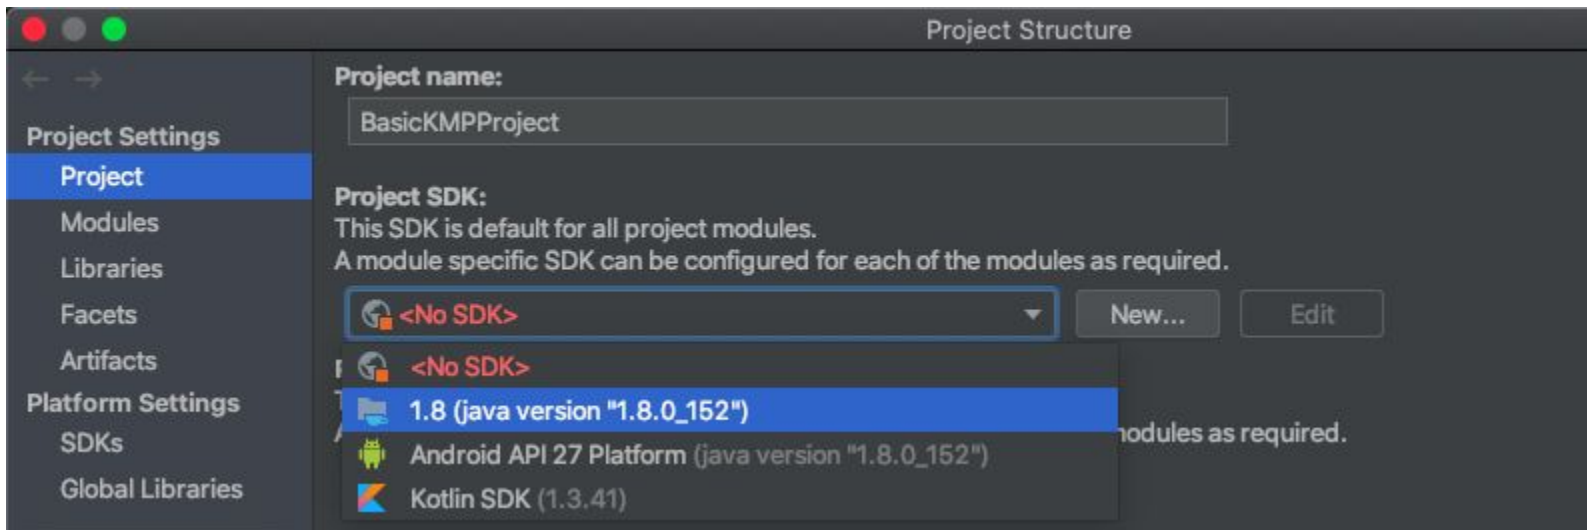 Project Structure
Project Settings
Project
Modules
Libraries
Facets
Artifacts
Platform Settings
SDKs
Global Libraries
Project name:
BasicKMPProject
Project SDK:
This SDK is default for all project modules.
A module specific SDK can be configured for each of the modules as required.
<No SDK>
New...
Edit
<No SDK>
1.8 (java version "1.8.0_152")
modules as required.
Android API 27 Platform (java version "1.8.0_152")
Kotlin SDK (1.3.41)